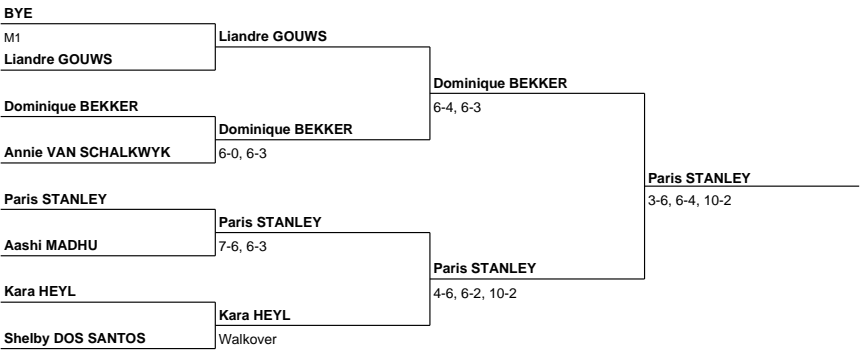 BYE
M1
Liandre GOUWS
Liandre GOUWS
Dominique BEKKER
Annie VAN SCHALKWYK
Dominique BEKKER
6-0, 6-3
Dominique BEKKER
6-4, 6-3
Paris STANLEY
Aashi MADHU
Paris STANLEY
7-6, 6-3
Kara HEYL
Shelby DOS SANTOS
Kara HEYL
Walkover
Paris STANLEY
4-6, 6-2, 10-2
Paris STANLEY
3-6, 6-4, 10-2